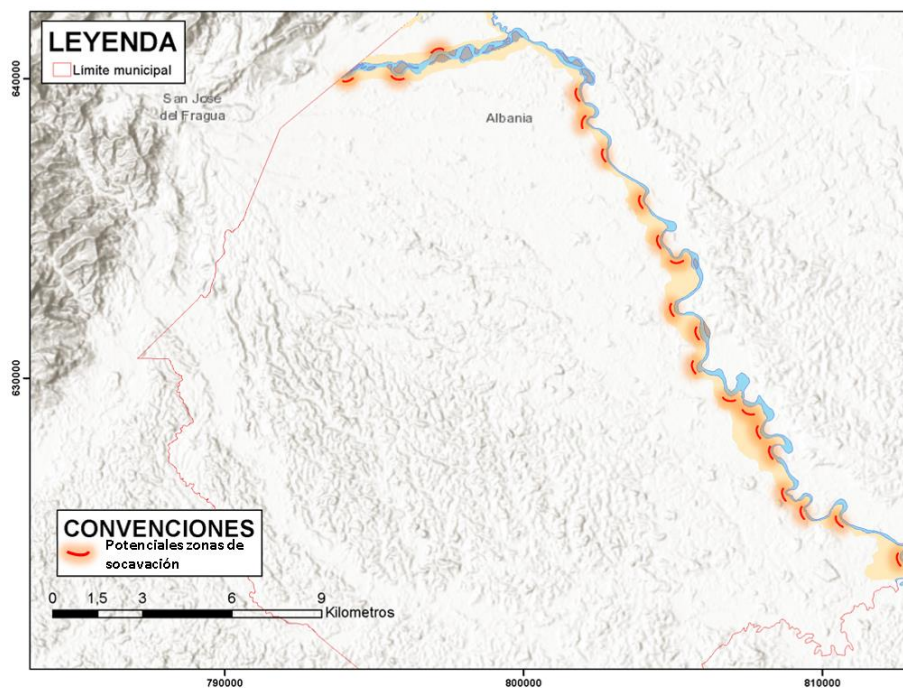 LEYENDA
Límite municipal
640000
San José
del Fragua
Albania
630000
CONVENCIONES
Potenciales zonas de
socavación
0 1,5 3 6 9
Kilometros
790000 800000 810000